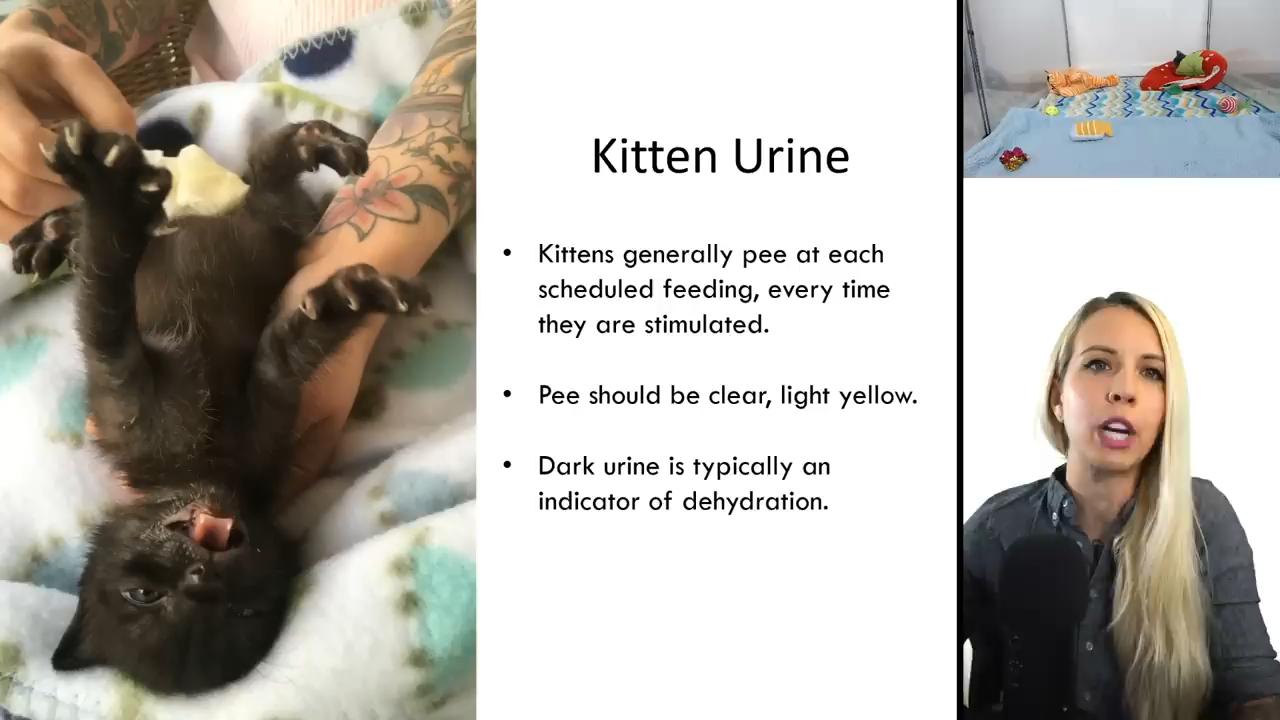 Kitten Urine
• Kittens generally pee at each
scheduled feeding, every time
they are stimulated.
• Pee should be clear, light yellow.
• Dark urine is typically an
indicator of dehydration.